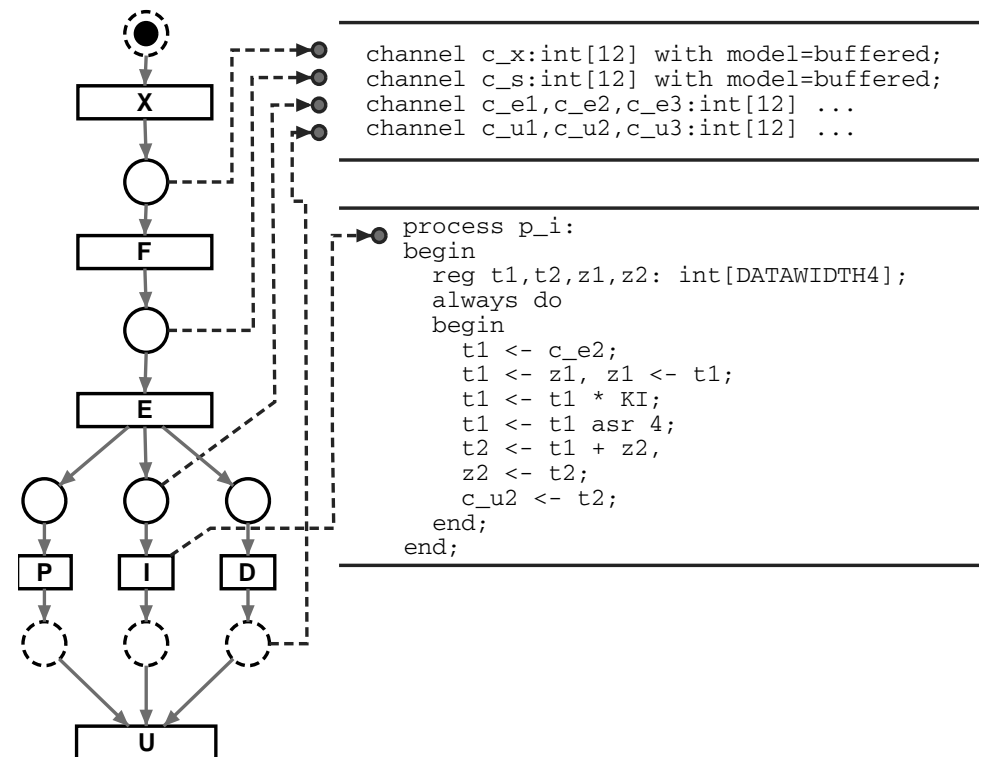 channel c_x:int[12] with model=buffered;
channel c_s:int[12] with model=buffered;
channel c_e1,c_e2,c_e3:int[12] ...
channel c_u1,c_u2,c_u3:int[12] ...
X
F
E
P
I
D
U
process p_i:
begin
reg t1,t2,z1,z2: int[DATAWIDTH4];
always do
begin
t1 <- c_e2;
t1 <- z1, z1 <- t1;
t1 <- t1 * KI;
t1 <- t1 asr 4;
t2 <- t1 + z2,
z2 <- t2;
c_u2 <- t2;
end;
end;